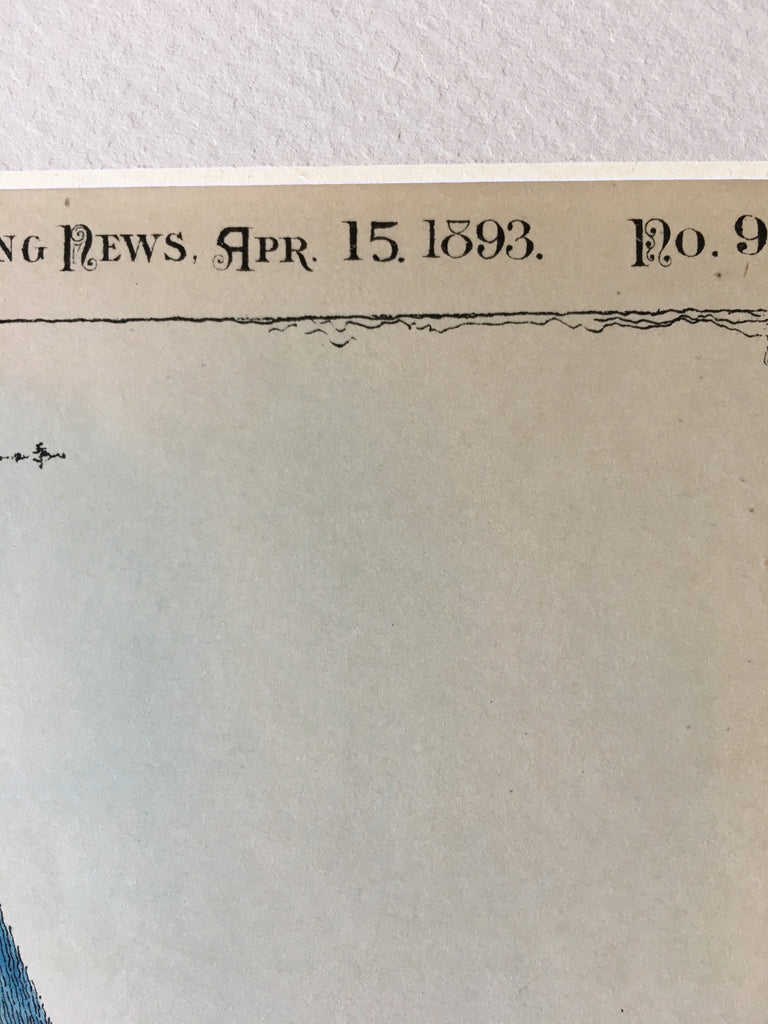 NG NEWS, APR. 15. 1893. No. 9